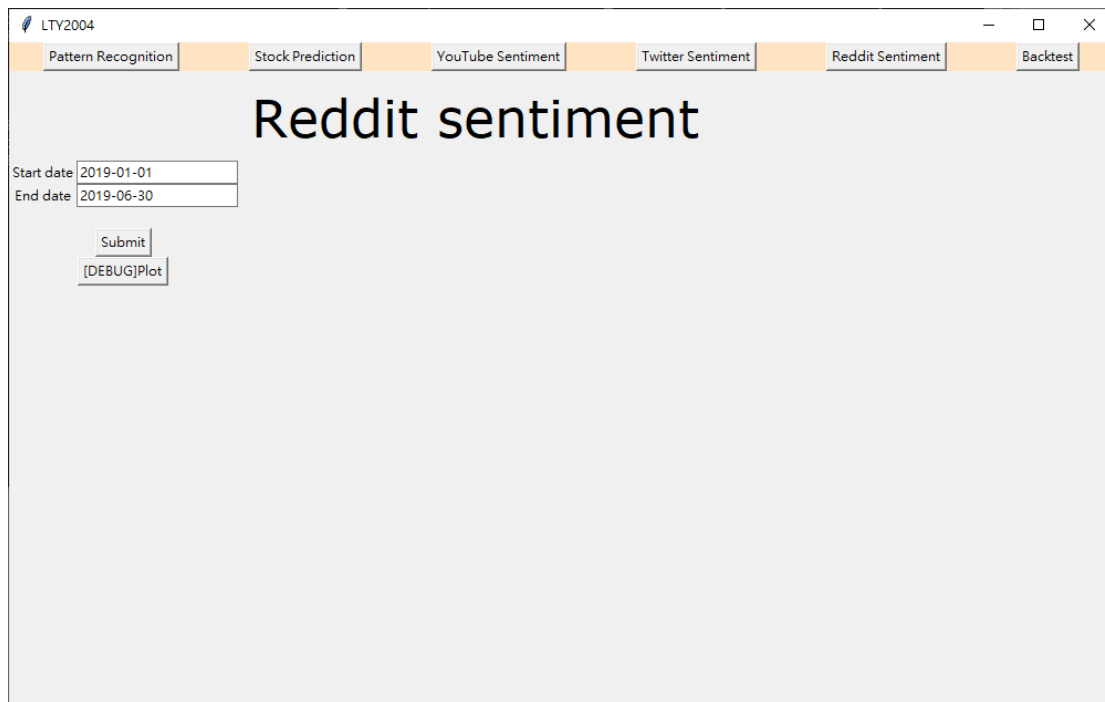 LTY2004
Pattern Recognition Stock Prediction YouTube Sentiment Twitter Sentiment Reddit Sentiment Backtest
Reddit sentiment
Start date 2019-01-01
End date 2019-06-30
Submit
[DEBUG]Plot